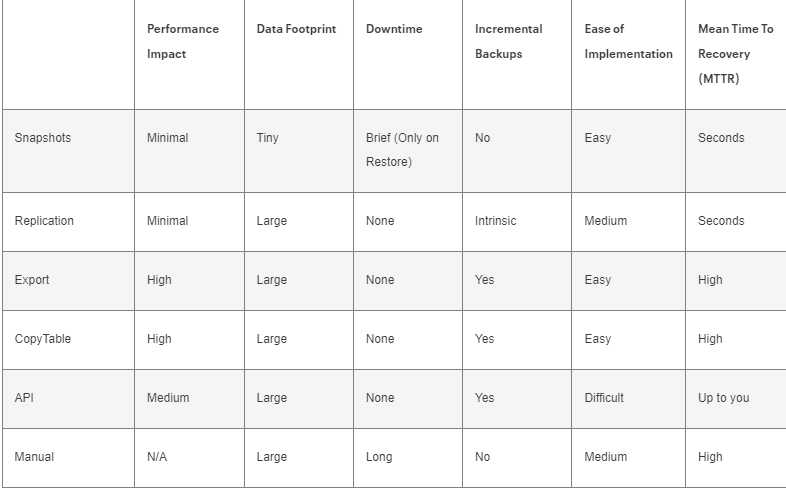 Performance Impact | Data Footprint | Downtime | Incremental Backups | Ease of Implementation | Mean Time To Recovery (MTTR)
Snapshots | Minimal | Tiny | Brief (Only on Restore) | No | Easy | Seconds
Replication | Minimal | Large | None | Intrinsic | Medium | Seconds
Export | High | Large | None | Yes | Easy | High
CopyTable | High | Large | None | Yes | Easy | High
API | Medium | Large | None | Yes | Difficult | Up to you
Manual | N/A | Large | Long | No | Medium | High